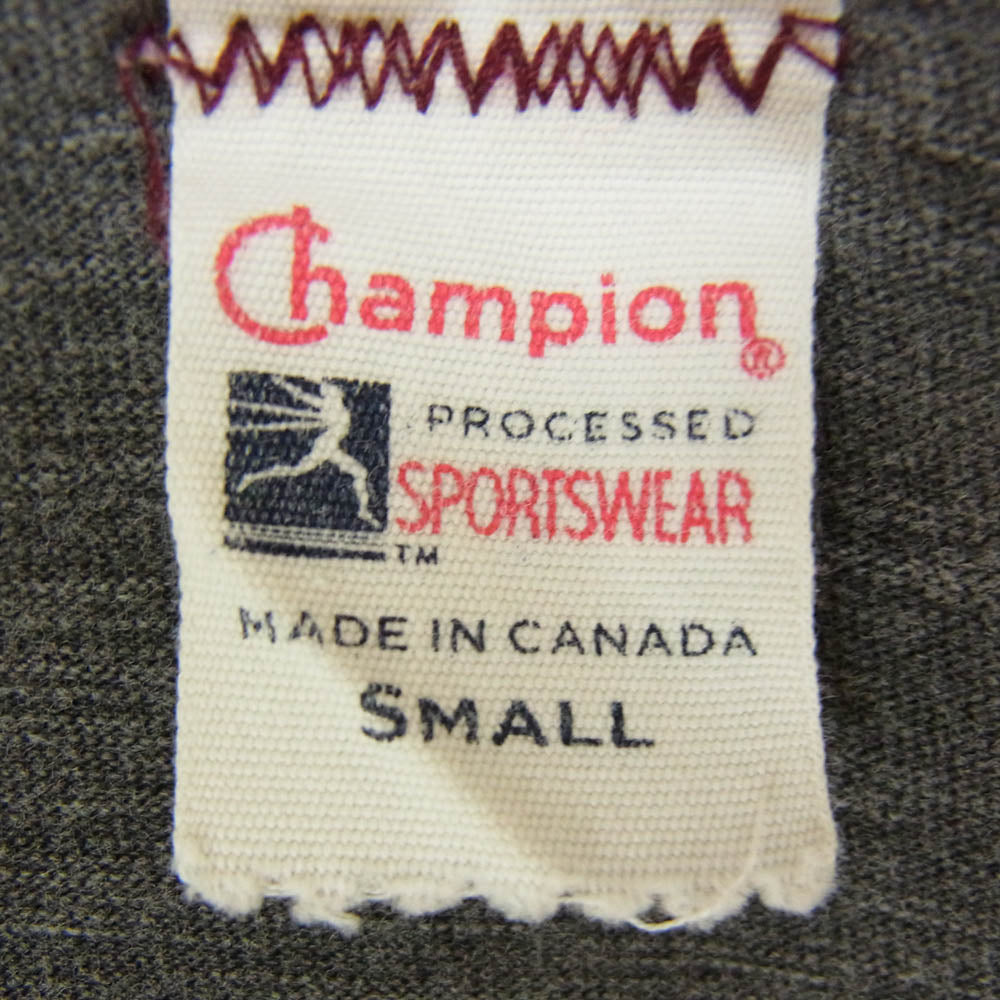 Champion®
PROCESSED
SPORTSWEAR
TM
MADE IN CANADA
SMALL